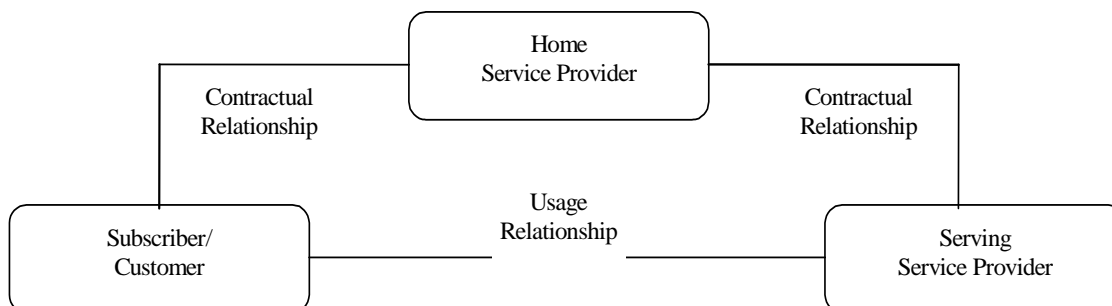 Home
Service Provider
Contractual
Relationship
Contractual
Relationship
Usage
Relationship
Subscriber/
Customer
Serving
Service Provider